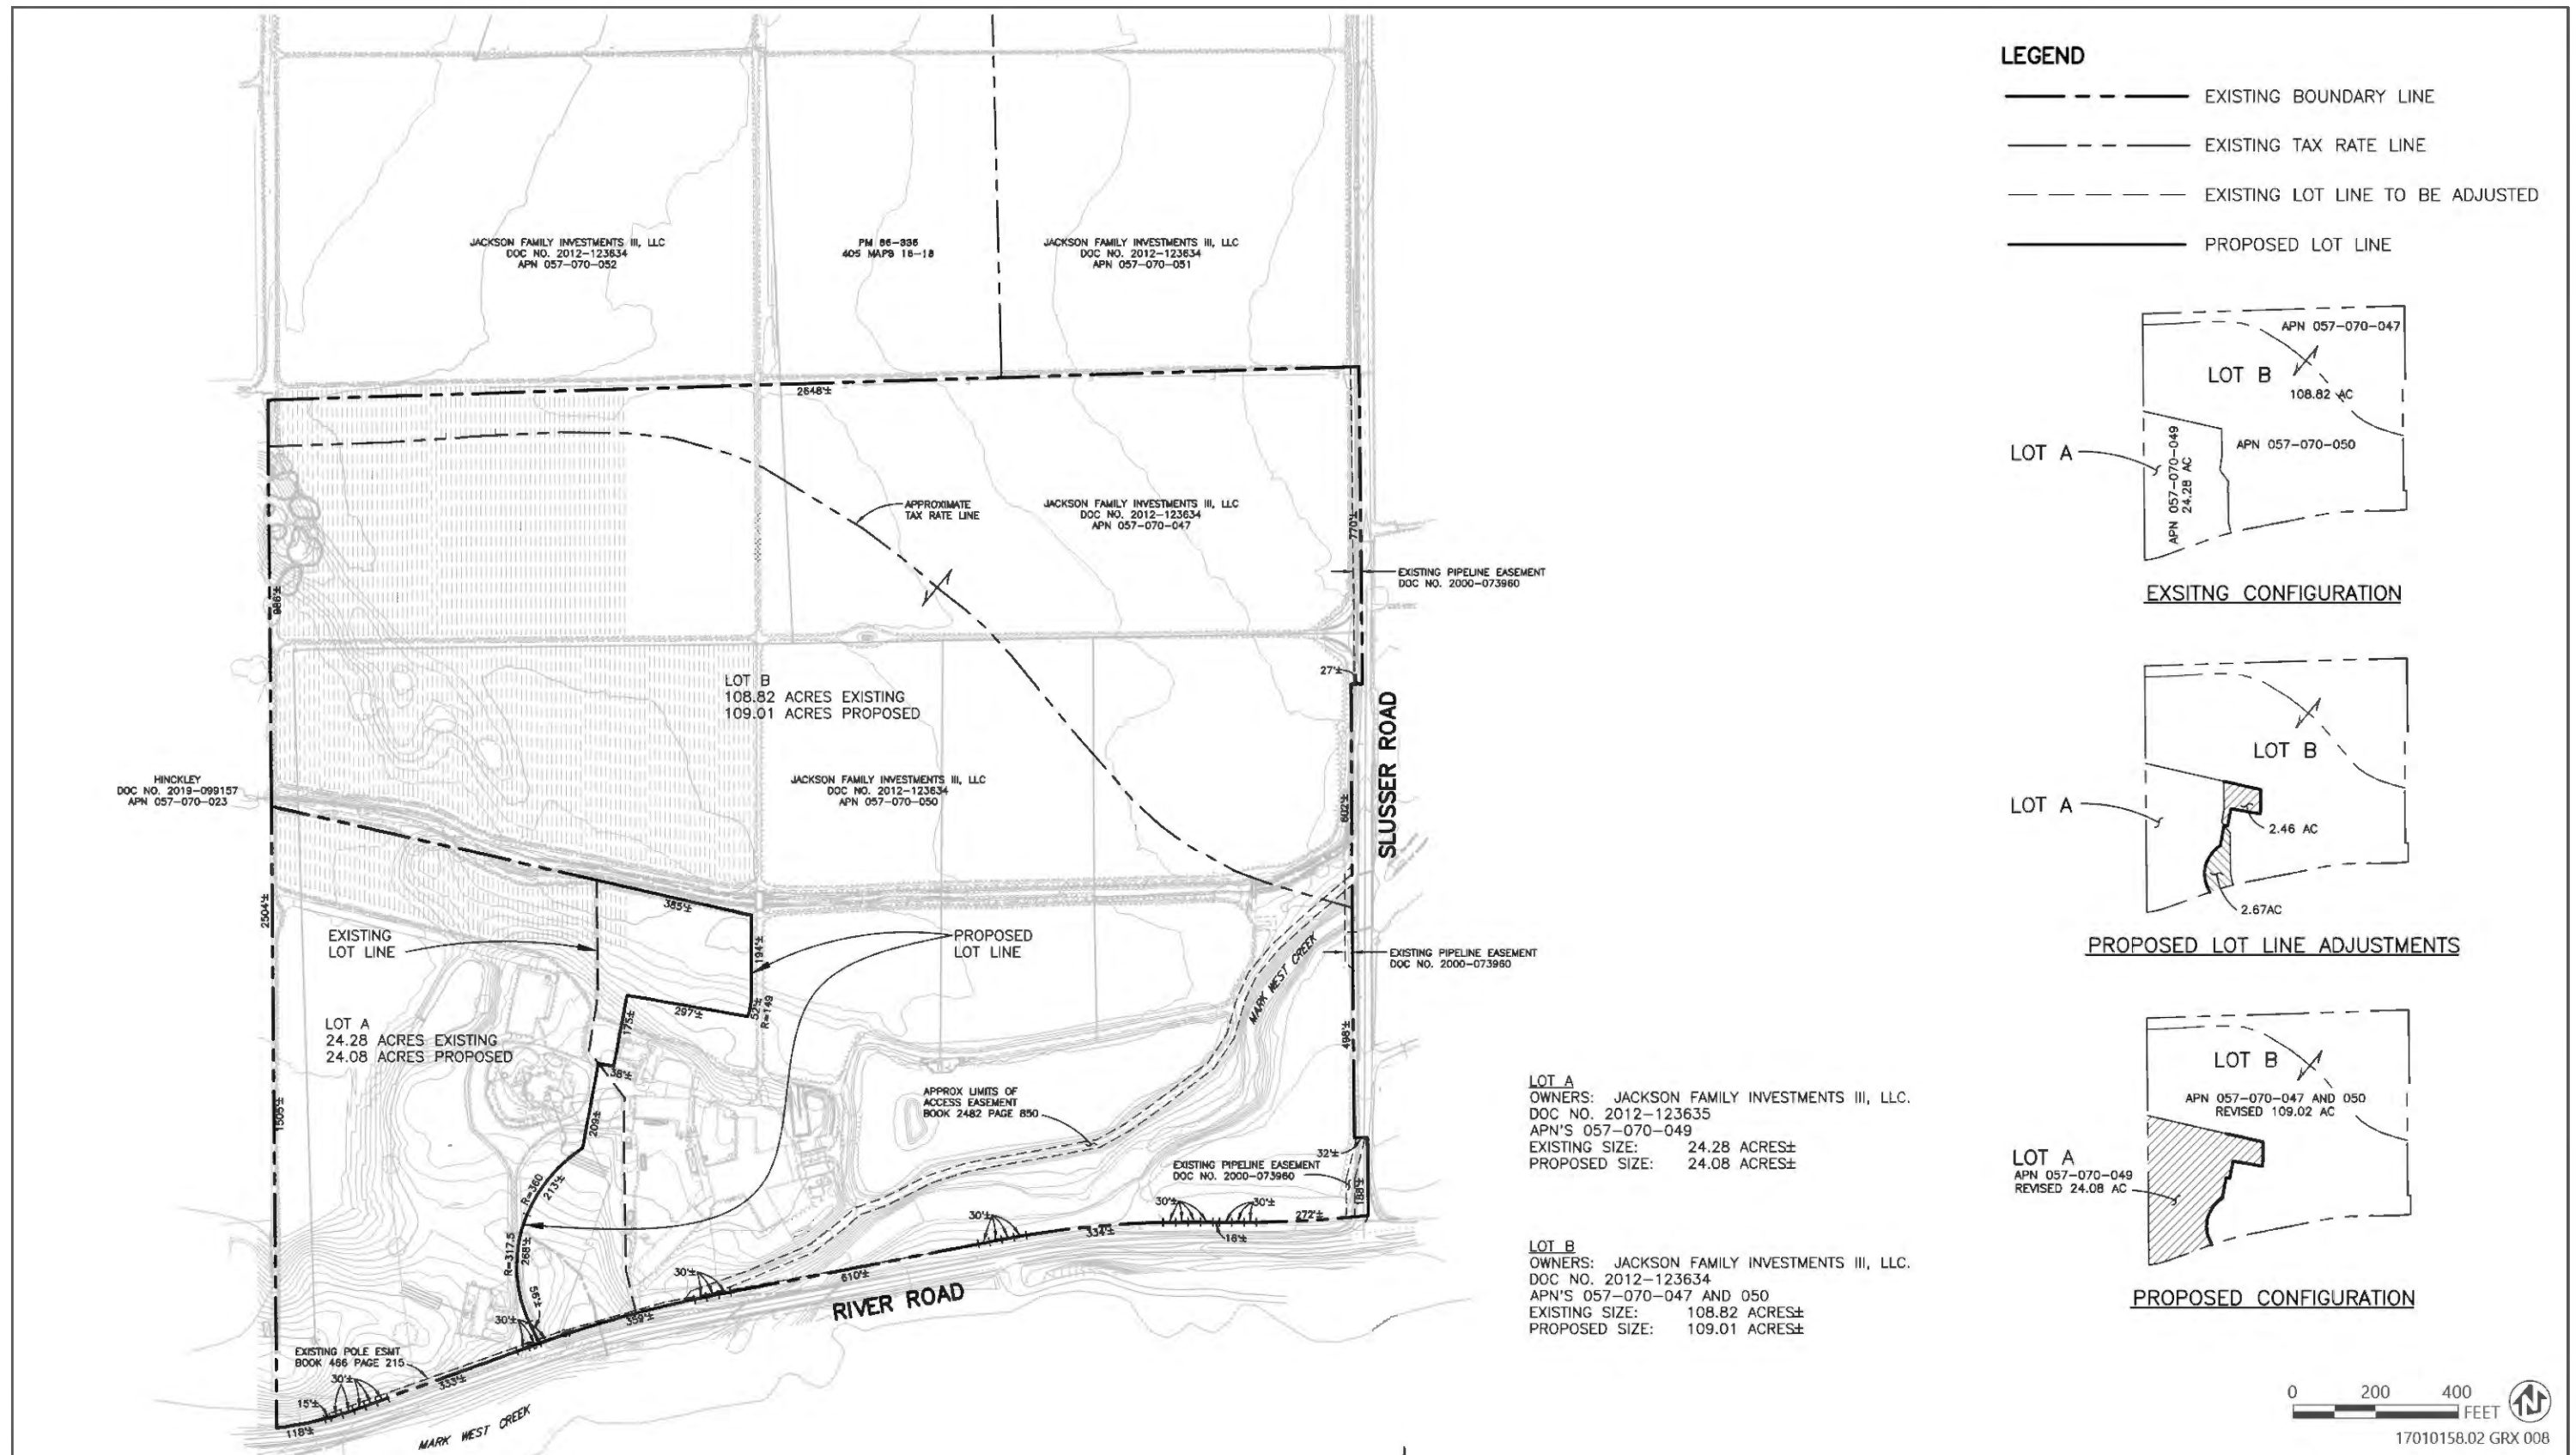 LEGEND
EXISTING BOUNDARY LINE
EXISTING TAX RATE LINE
EXISTING LOT LINE TO BE ADJUSTED
PROPOSED LOT LINE
JACKSON FAMILY INVESTMENTS III, LLC
DOC NO. 2012-123634
APN 057-070-052
PM 86-336
405 MAPS 16-18
JACKSON FAMILY INVESTMENTS III, LLC
DOC NO. 2012-123634
APN 057-070-051
2648'±
APPROXIMATE
TAX RATE LINE
JACKSON FAMILY INVESTMENTS III, LLC
DOC NO. 2012-123634
APN 057-070-047
770'±
EXISTING PIPELINE EASEMENT
DOC NO. 2000-073960
986'±
27'±
LOT B
108.82 ACRES EXISTING
109.01 ACRES PROPOSED
SLUSSER ROAD
HINCKLEY
DOC NO. 2019-099157
APN 057-070-023
JACKSON FAMILY INVESTMENTS III, LLC
DOC NO. 2012-123634
APN 057-070-050
602'±
2504'±
385'±
EXISTING
LOT LINE
194'±
PROPOSED
LOT LINE
MARK WEST CREEK
EXISTING PIPELINE EASEMENT
DOC NO. 2000-073960
52'±
R=149
297'±
175'±
LOT A
24.28 ACRES EXISTING
24.08 ACRES PROPOSED
498'±
38'±
APPROX LIMITS OF
ACCESS EASEMENT
BOOK 2482 PAGE 850
1505'±
209'±
32'±
EXISTING PIPELINE EASEMENT
DOC NO. 2000-073960
188'±
R=360
213'±
30'±
30'±
30'±
272'±
334'±
16'±
R=317.5
268'±
30'±
610'±
RIVER ROAD
56'±
30'±
359'±
EXISTING POLE ESMT
BOOK 466 PAGE 215
30'±
333'±
15'±
118'±
MARK WEST CREEK
LOT A
OWNERS: JACKSON FAMILY INVESTMENTS III, LLC.
DOC NO. 2012-123635
APN'S 057-070-049
EXISTING SIZE: 24.28 ACRES±
PROPOSED SIZE: 24.08 ACRES±
LOT B
OWNERS: JACKSON FAMILY INVESTMENTS III, LLC.
DOC NO. 2012-123634
APN'S 057-070-047 AND 050
EXISTING SIZE: 108.82 ACRES±
PROPOSED SIZE: 109.01 ACRES±
APN 057-070-047
LOT B
108.82 AC
APN 057-070-050
LOT A
APN 057-070-049
24.28 AC
EXSITNG CONFIGURATION
LOT B
LOT A
2.46 AC
2.67AC
PROPOSED LOT LINE ADJUSTMENTS
LOT B
APN 057-070-047 AND 050
REVISED 109.02 AC
LOT A
APN 057-070-049
REVISED 24.08 AC
PROPOSED CONFIGURATION
0 200 400
FEET
N
17010158.02 GRX 008